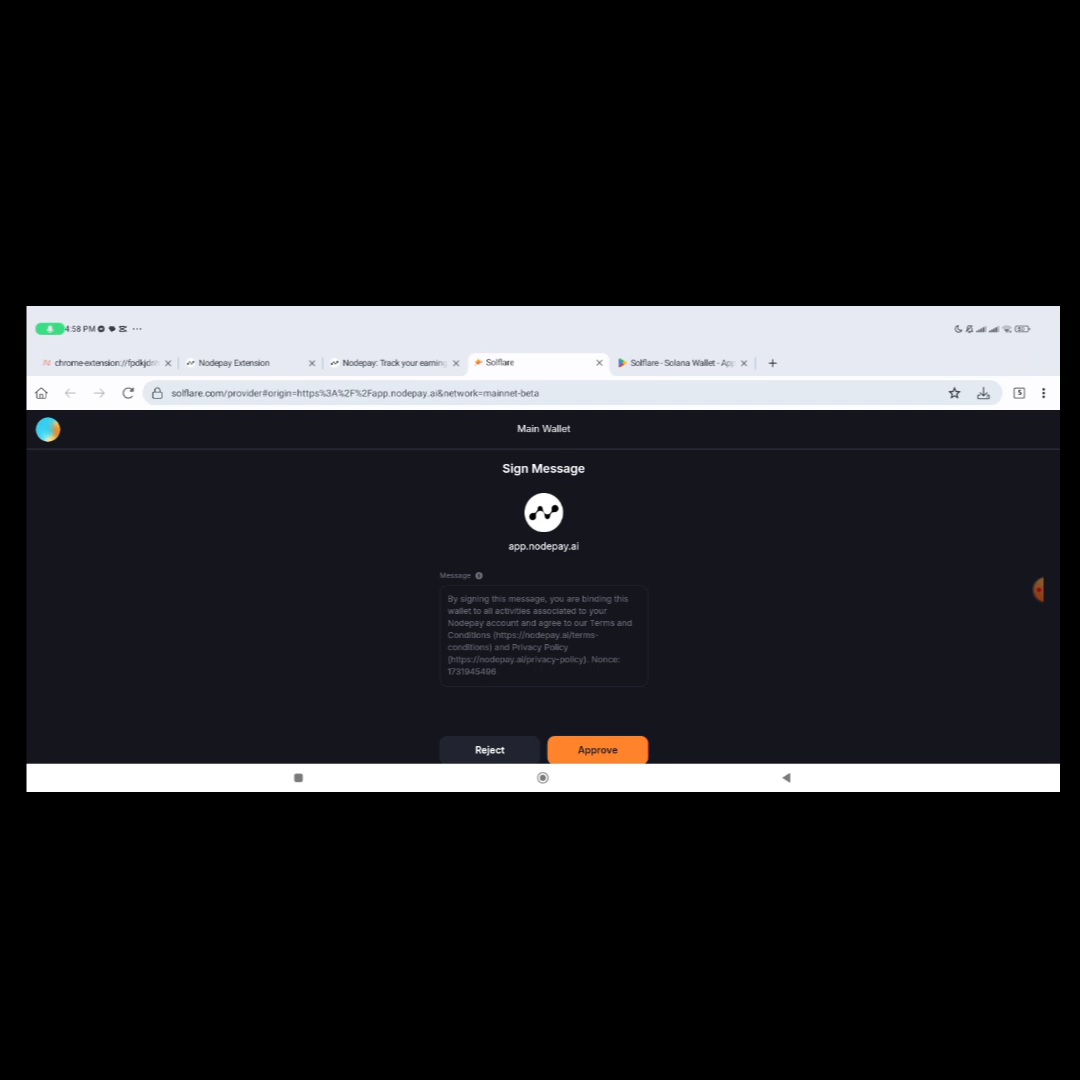 4:58 PM
chrome-extension://fpdkjdn
Nodepay Extension
Nodepay: Track your earning
Solflare
Solflare - Solana Wallet - App
solflare.com/provider#origin=https%3A%2F%2Fapp.nodepay.ai&network=mainnet-beta
5
Main Wallet
Sign Message
app.nodepay.ai
Message
By signing this message, you are binding this
wallet to all activities associated to your
Nodepay account and agree to our Terms and
Conditions (https://nodepay.ai/terms-
conditions) and Privacy Policy
(https://nodepay.ai/privacy-policy). Nonce:
1731945496
Reject
Approve